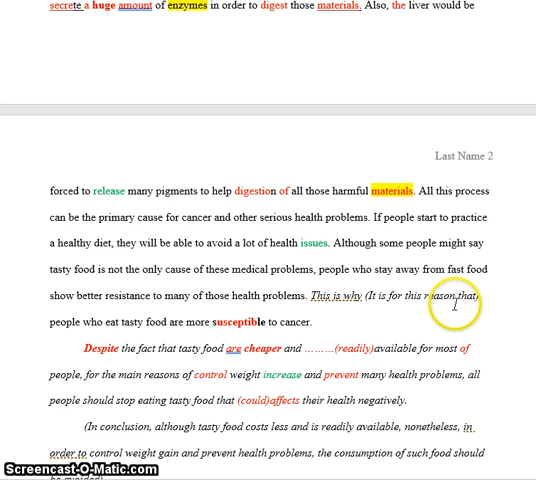 secrete a huge amount of enzymes in order to digest those materials. Also, the liver would be
Last Name 2
forced to release many pigments to help digestion of all those harmful materials. All this process
can be the primary cause for cancer and other serious health problems. If people start to practice
a healthy diet, they will be able to avoid a lot of health issues. Although some people might say
tasty food is not the only cause of these medical problems, people who stay away from fast food
show better resistance to many of those health problems. This is why (It is for this reason that)
people who eat tasty food are more susceptible to cancer.
Despite the fact that tasty food are cheaper and ………(readily)available for most of
people, for the main reasons of control weight increase and prevent many health problems, all
people should stop eating tasty food that (could)affects their health negatively.
(In conclusion, although tasty food costs less and is readily available, nonetheless, in
order to control weight gain and prevent health problems, the consumption of such food should
be avoided)
Screencast-O-Matic.com